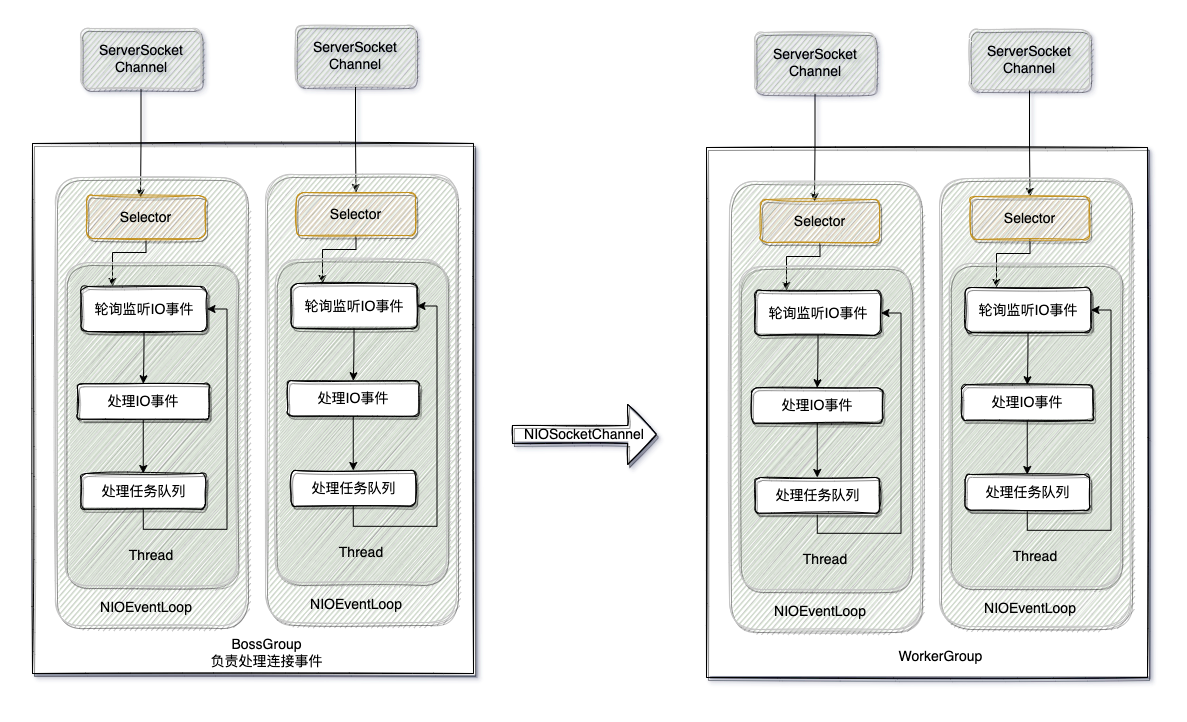 ServerSocket
Channel
Selector
轮询监听IO事件
处理IO事件
处理任务队列
Thread
NIOEventLoop
ServerSocket
Channel
Selector
轮询监听IO事件
处理IO事件
处理任务队列
Thread
NIOEventLoop
BossGroup
负责处理连接事件
NIOSocketChannel
ServerSocket
Channel
Selector
轮询监听IO事件
处理IO事件
处理任务队列
Thread
NIOEventLoop
ServerSocket
Channel
Selector
轮询监听IO事件
处理IO事件
处理任务队列
Thread
NIOEventLoop
WorkerGroup